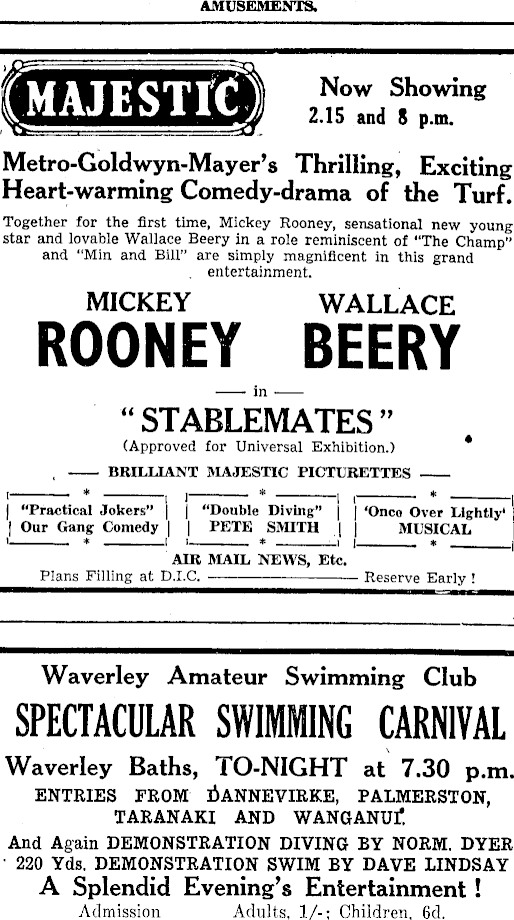 AMUSEMENTS.
MAJESTIC
Now Showing
2.15 and 8 p.m.
Metro-Goldwyn-Mayer's Thrilling, Exciting
Heart-warming Comedy-drama of the Turf.
Together for the first time, Mickey Rooney, sensational new young
star and lovable Wallace Beery in a role reminiscent of "The Champ"
and "Min and Bill" are simply magnificent in this grand
entertainment.
MICKEY WALLACE
ROONEY BEERY
— in —
"STABLEMATES"
(Approved for Universal Exhibition.)
— BRILLIANT MAJESTIC PICTURETTES —
"Practical Jokers"
Our Gang Comedy
"Double Diving"
PETE SMITH
'Once Over Lightly'
MUSICAL
AIR MAIL NEWS, Etc.
Plans Filling at D.I.C. — Reserve Early!
Waverley Amateur Swimming Club
SPECTACULAR SWIMMING CARNIVAL
Waverley Baths, TO-NIGHT at 7.30 p.m.
ENTRIES FROM DANNEVIRKE, PALMERSTON,
TARANAKI AND WANGANUI.
And Again DEMONSTRATION DIVING BY NORM. DYER
220 Yds. DEMONSTRATION SWIM BY DAVE LINDSAY
A Splendid Evening's Entertainment!
Admission Adults, 1/-; Children, 6d.